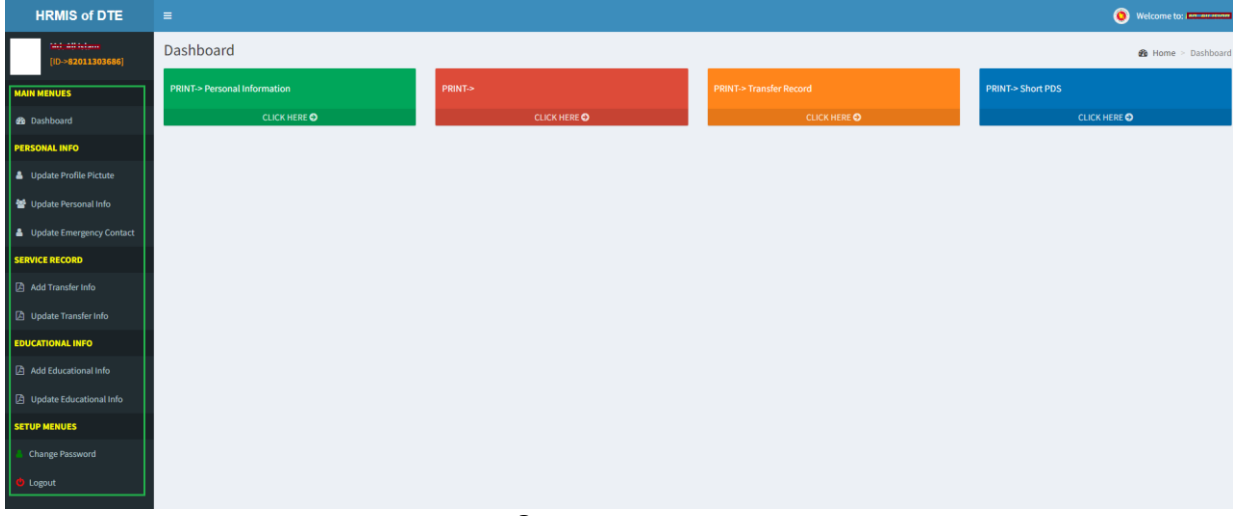 HRMIS of DTE
Welcome to:
[ID->82011303686]
Dashboard
Home > Dashboard
MAIN MENUES
Dashboard
PERSONAL INFO
Update Profile Pictute
Update Personal Info
Update Emergency Contact
SERVICE RECORD
Add Transfer Info
Update Transfer Info
EDUCATIONAL INFO
Add Educational Info
Update Educational Info
SETUP MENUES
Change Password
Logout
PRINT-> Personal Information
CLICK HERE
PRINT->
CLICK HERE
PRINT-> Transfer Record
CLICK HERE
PRINT-> Short PDS
CLICK HERE